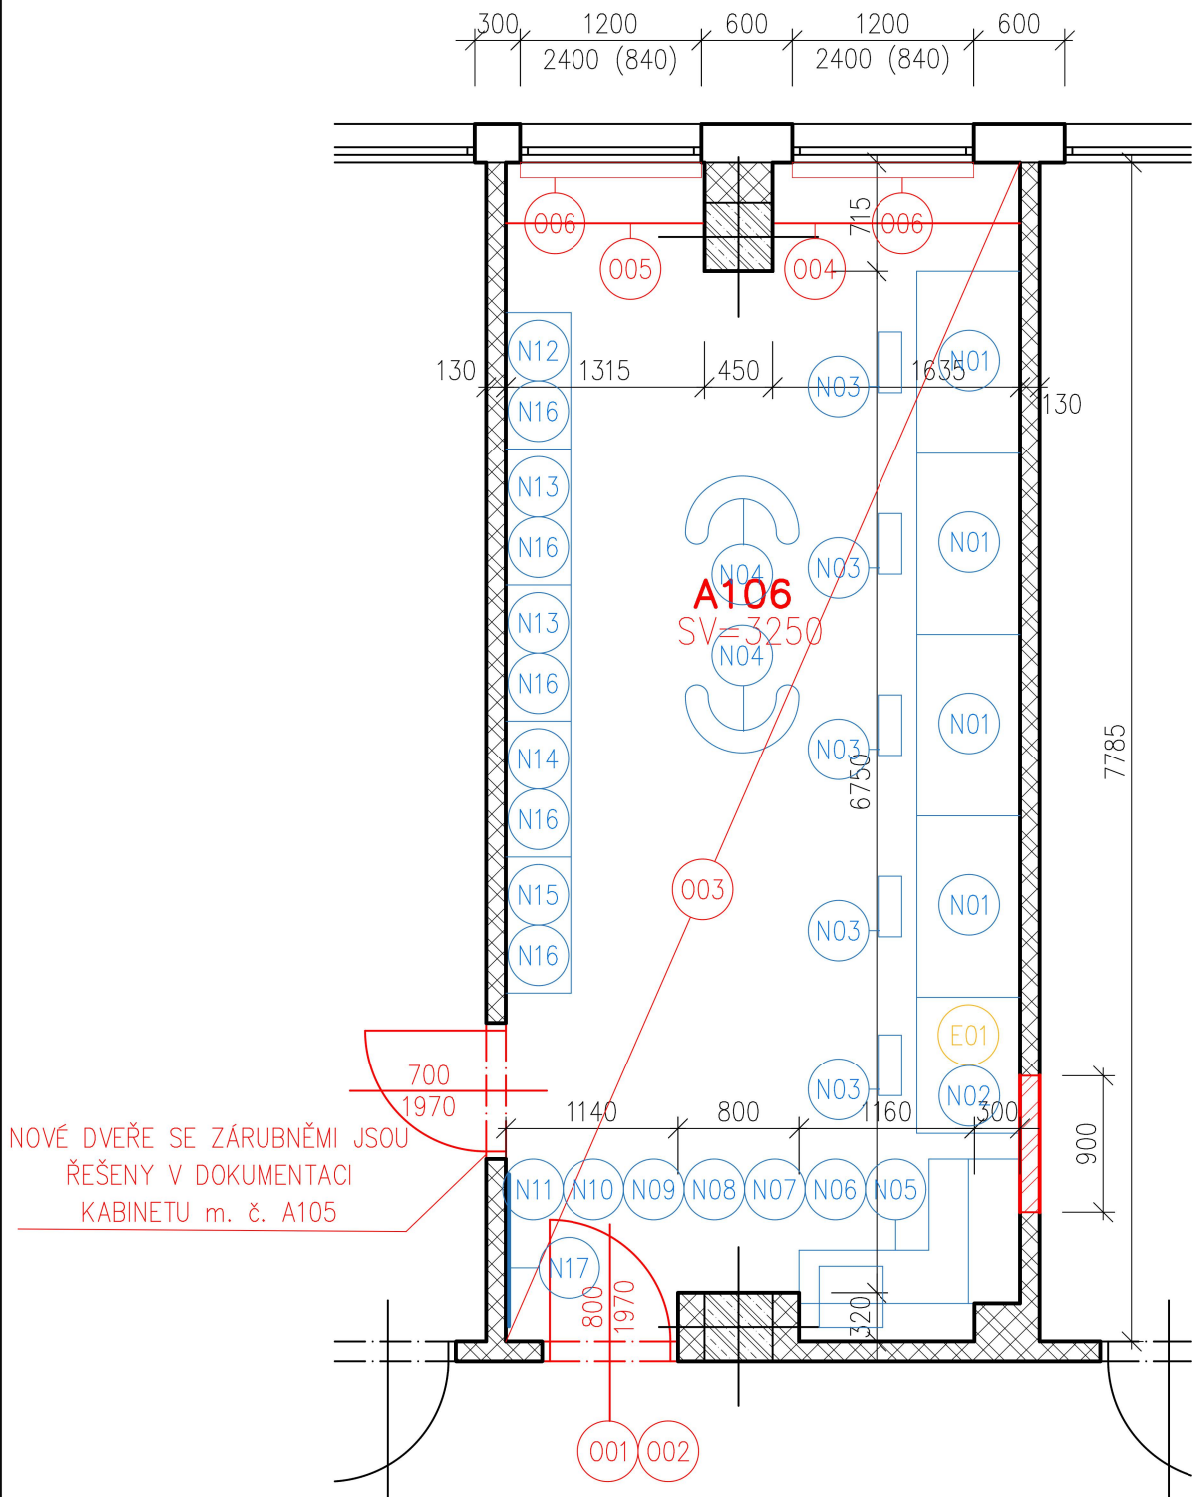 300 1200 600 1200 600
2400 (840) 2400 (840)
715
006 006
005 004
N12 N01
130 1315 450 1635
N03
130
N16
N13
N01
N16 N03
N04
A106
SV=3250
N13
N04
N16
N01
N14 N03
7785
6750
N16
003
N15 N01
N03
N16
E01
700
N03 N02
1970
1140 800 1160 300
900
NOVÉ DVEŘE SE ZÁRUBNĚMI JSOU
ŘEŠENY V DOKUMENTACI
KABINETU m. č. A105
N11 N10 N09 N08 N07 N06 N05
N17
800
1970
320
001 002